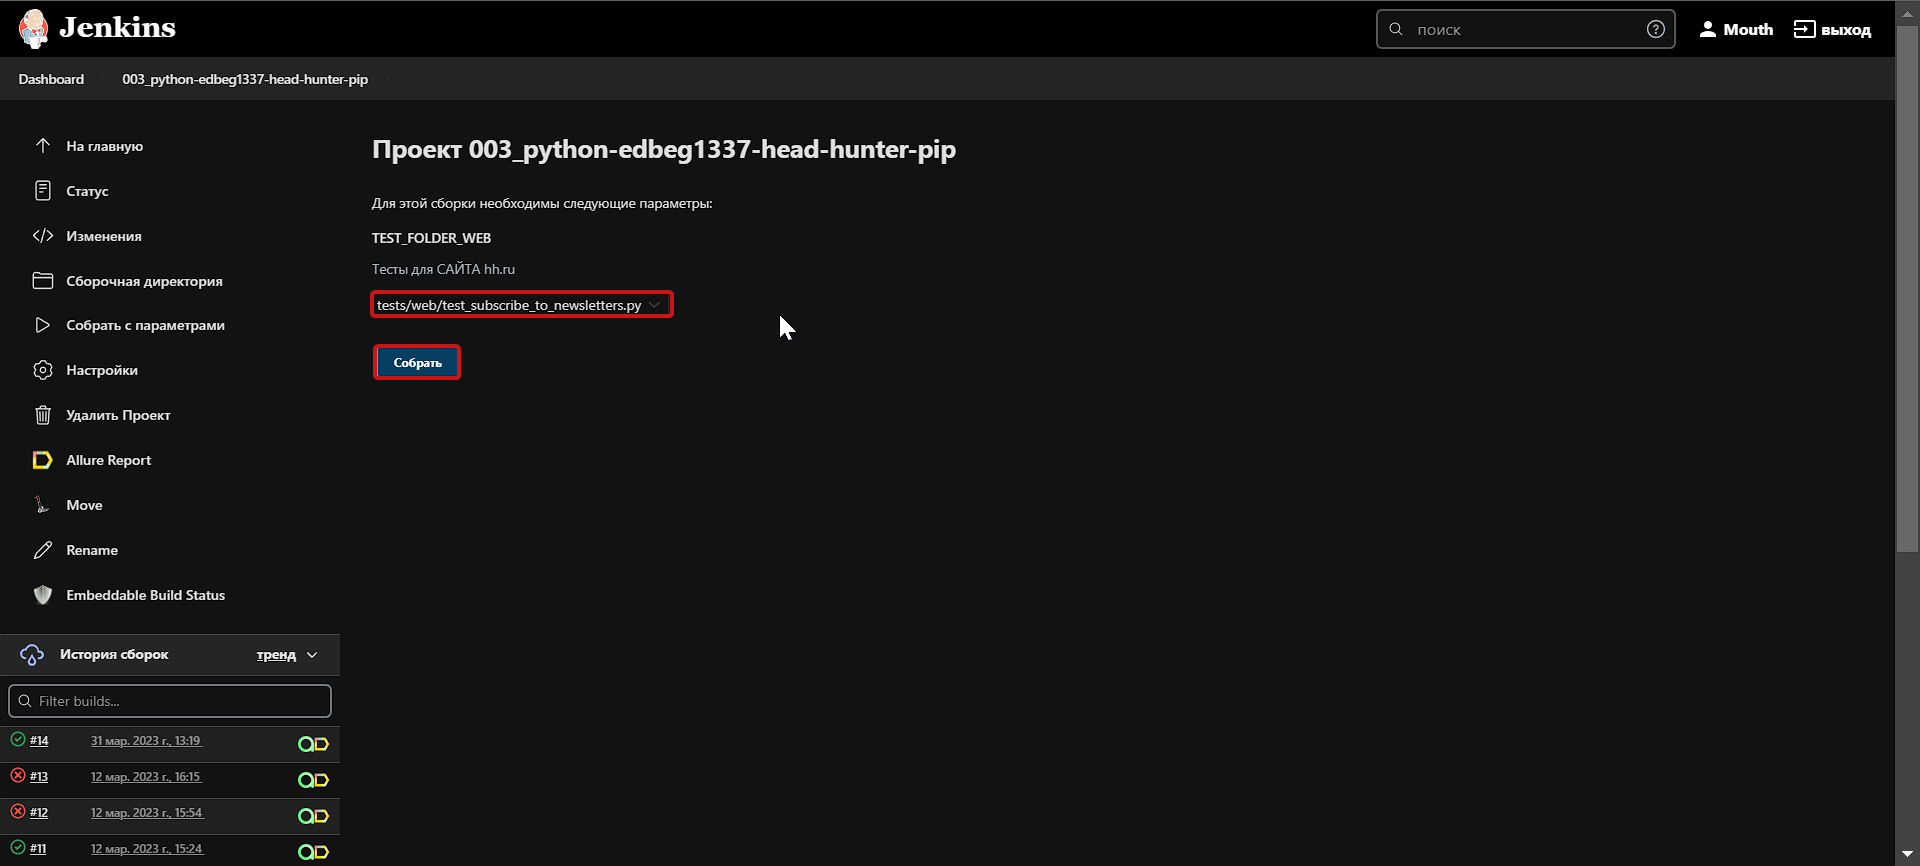 Jenkins
поиск
Mouth
выход
Dashboard
003_python-edbeg1337-head-hunter-pip
На главную
Статус
Изменения
Сборочная директория
Собрать с параметрами
Настройки
Удалить Проект
Allure Report
Move
Rename
Embeddable Build Status
История сборок
тренд
Filter builds...
#14 31 мар. 2023 г., 13:19
#13 12 мар. 2023 г., 16:15
#12 12 мар. 2023 г., 15:54
#11 12 мар. 2023 г., 15:24
Проект 003_python-edbeg1337-head-hunter-pip
Для этой сборки необходимы следующие параметры:
TEST_FOLDER_WEB
Тесты для САЙТА hh.ru
tests/web/test_subscribe_to_newsletters.py
Собрать